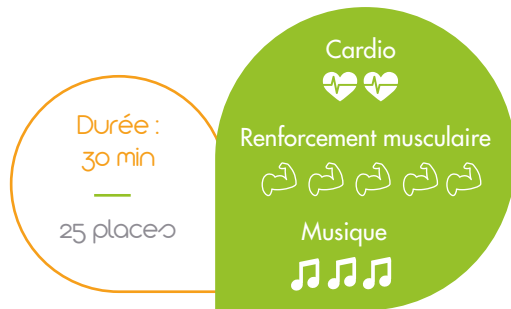 Durée :
30 min
25 places
Cardio
Renforcement musculaire
Musique